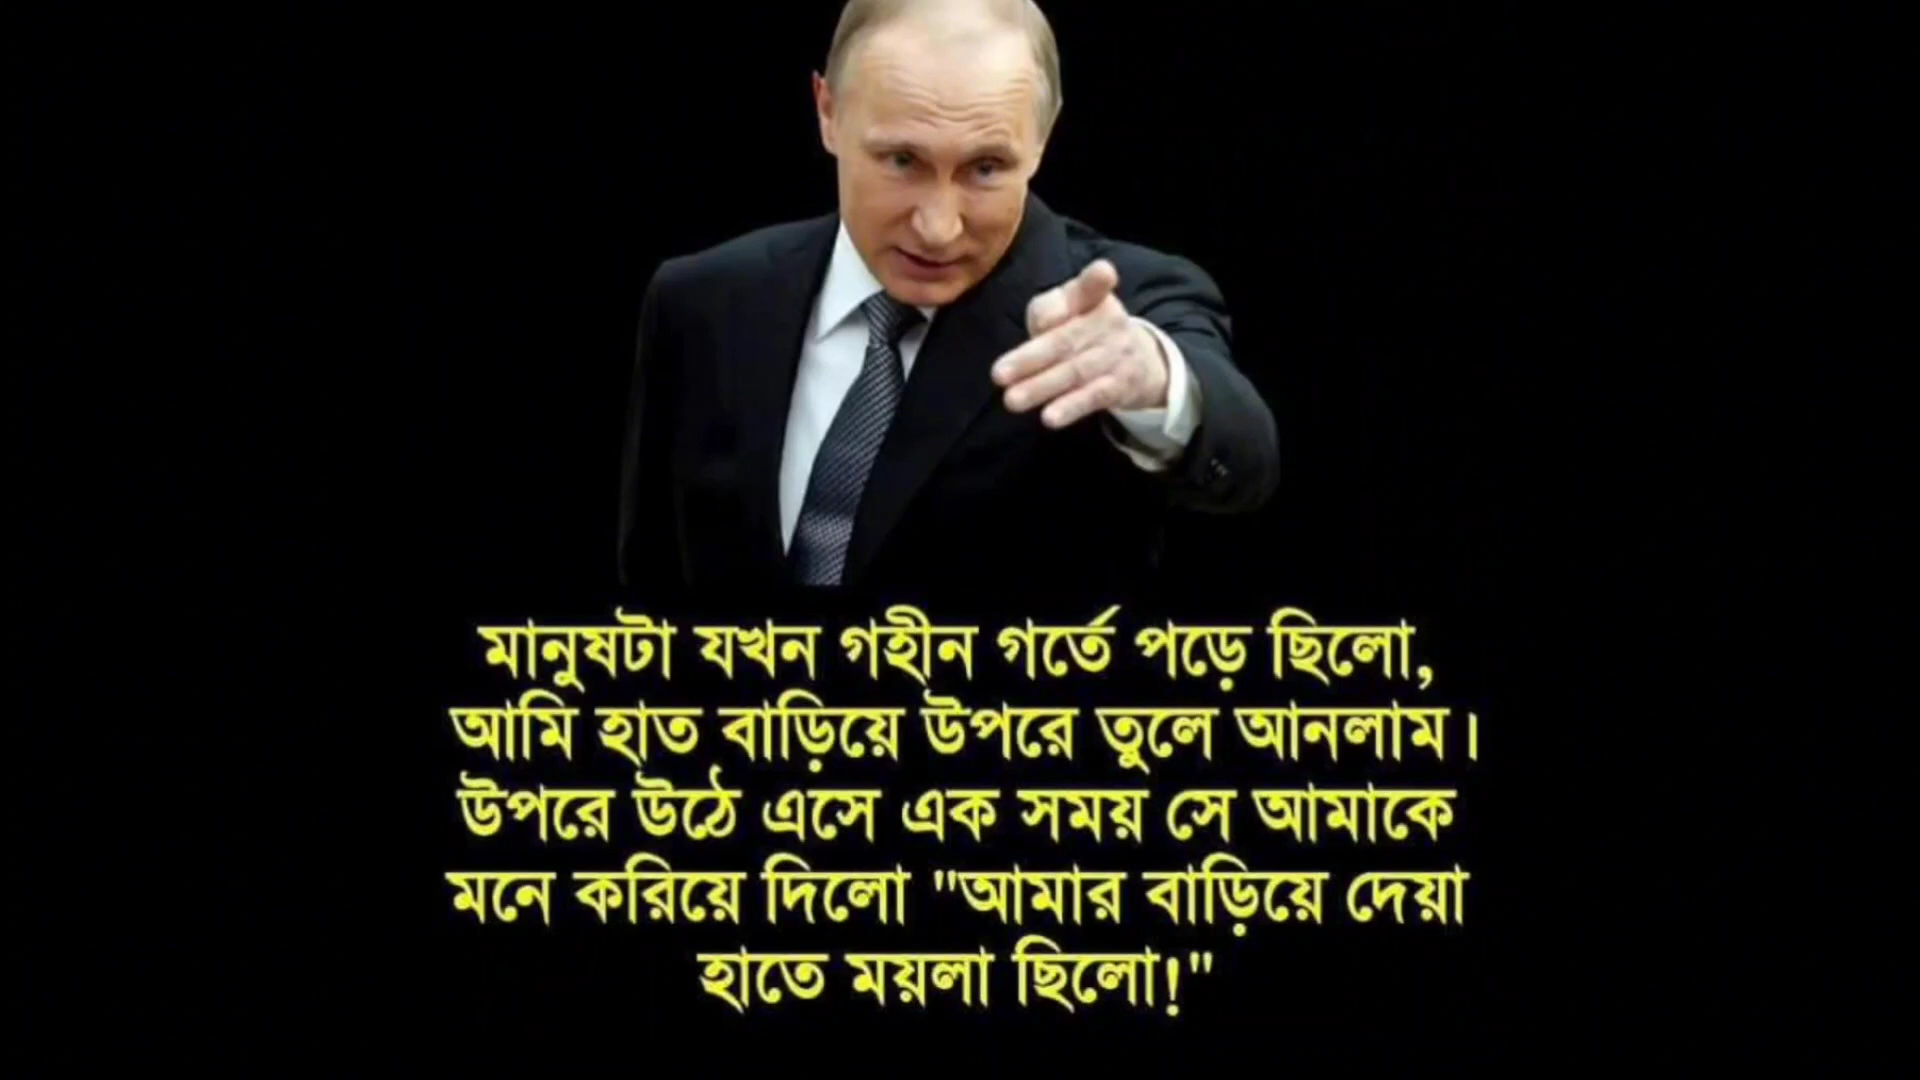 মানুষটা যখন গহীন গর্তে পড়ে ছিলো,
আমি হাত বাড়িয়ে উপরে তুলে আনলাম।
উপরে উঠে এসে এক সময় সে আমাকে
মনে করিয়ে দিলো "আমার বাড়িয়ে দেয়া
হাতে ময়লা ছিলো!"